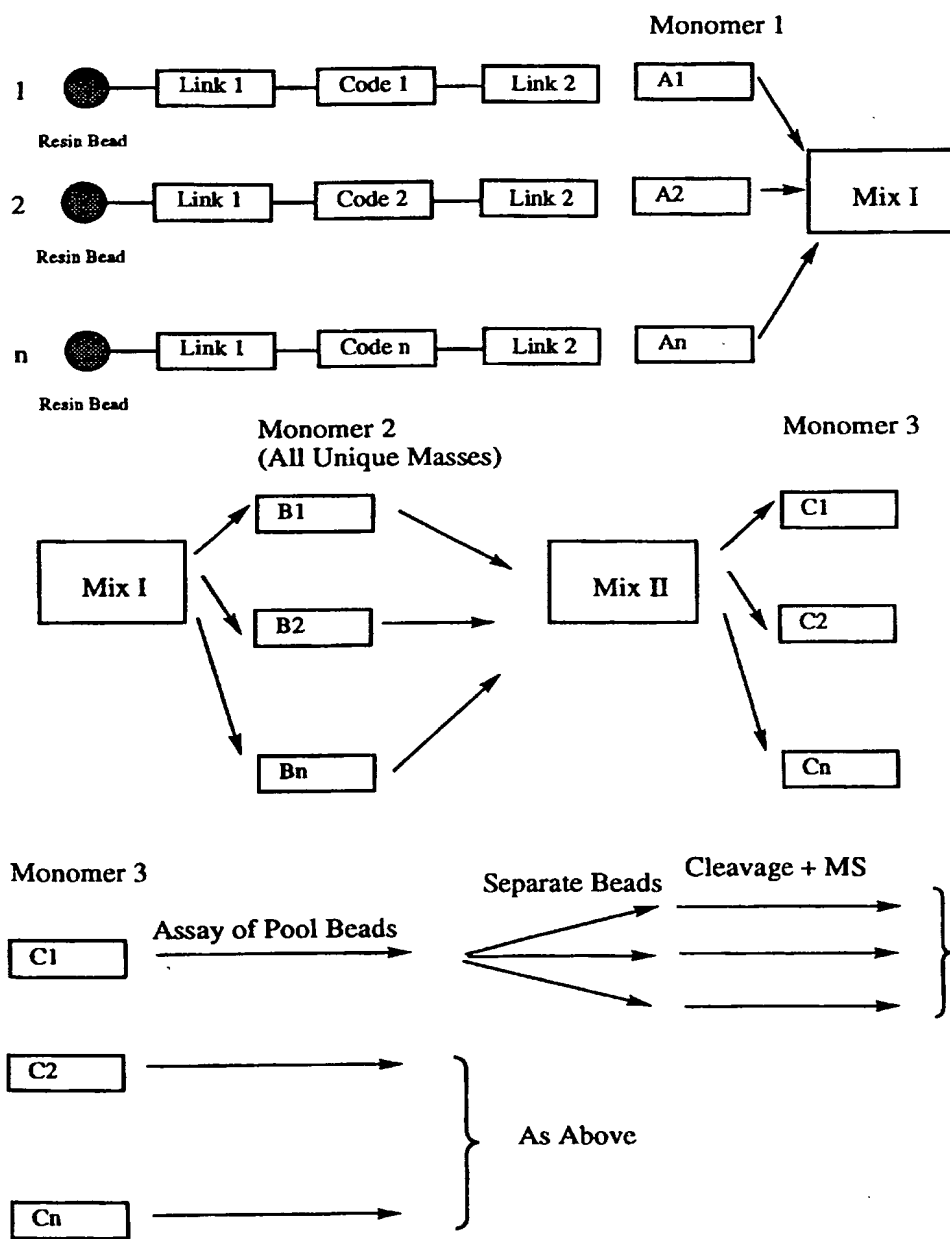 Monomer 1
1 Link 1 Code 1 Link 2 A1
Resin Bead
2 Link 1 Code 2 Link 2 A2 Mix I
Resin Bead
n Link 1 Code n Link 2 An
Resin Bead
Monomer 2
(All Unique Masses)
Monomer 3
B1 C1
Mix I Mix II
B2 C2
Bn Cn
Monomer 3
Separate Beads Cleavage + MS
C1 Assay of Pool Beads
C2
As Above
Cn